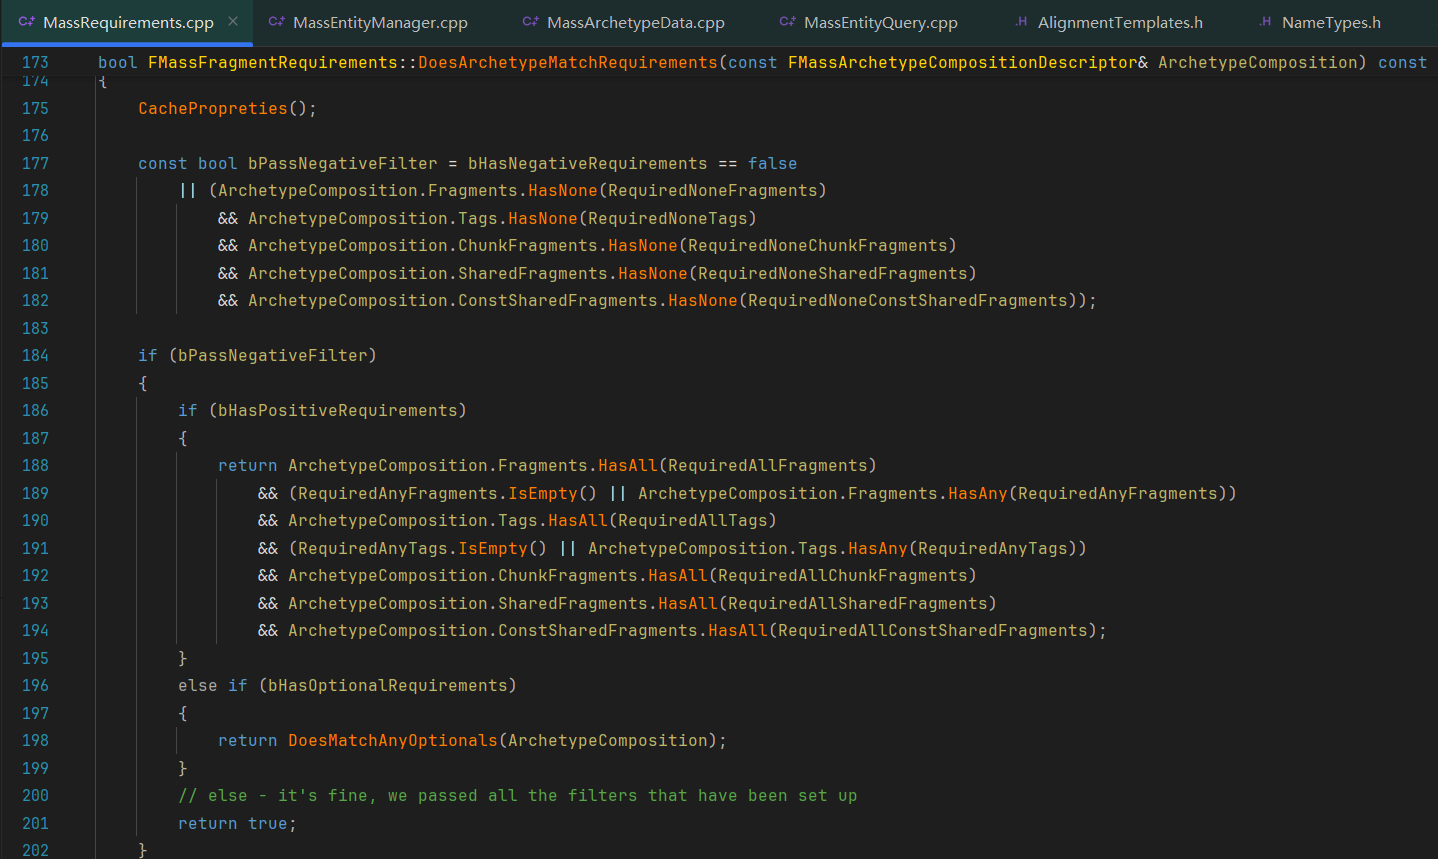 C++ MassRequirements.cpp × C++ MassEntityManager.cpp C++ MassArchetypeData.cpp C++ MassEntityQuery.cpp .H AlignmentTemplates.h .H NameTypes.h
173 bool FMassFragmentRequirements::DoesArchetypeMatchRequirements(const FMassArchetypeCompositionDescriptor& ArchetypeComposition) const
174 {
175 CachePropreties();
176
177 const bool bPassNegativeFilter = bHasNegativeRequirements == false
178 || (ArchetypeComposition.Fragments.HasNone(RequiredNoneFragments)
179 && ArchetypeComposition.Tags.HasNone(RequiredNoneTags)
180 && ArchetypeComposition.ChunkFragments.HasNone(RequiredNoneChunkFragments)
181 && ArchetypeComposition.SharedFragments.HasNone(RequiredNoneSharedFragments)
182 && ArchetypeComposition.ConstSharedFragments.HasNone(RequiredNoneConstSharedFragments));
183
184 if (bPassNegativeFilter)
185 {
186 if (bHasPositiveRequirements)
187 {
188 return ArchetypeComposition.Fragments.HasAll(RequiredAllFragments)
189 && (RequiredAnyFragments.IsEmpty() || ArchetypeComposition.Fragments.HasAny(RequiredAnyFragments))
190 && ArchetypeComposition.Tags.HasAll(RequiredAllTags)
191 && (RequiredAnyTags.IsEmpty() || ArchetypeComposition.Tags.HasAny(RequiredAnyTags))
192 && ArchetypeComposition.ChunkFragments.HasAll(RequiredAllChunkFragments)
193 && ArchetypeComposition.SharedFragments.HasAll(RequiredAllSharedFragments)
194 && ArchetypeComposition.ConstSharedFragments.HasAll(RequiredAllConstSharedFragments);
195 }
196 else if (bHasOptionalRequirements)
197 {
198 return DoesMatchAnyOptionals(ArchetypeComposition);
199 }
200 // else - it's fine, we passed all the filters that have been set up
201 return true;
202 }